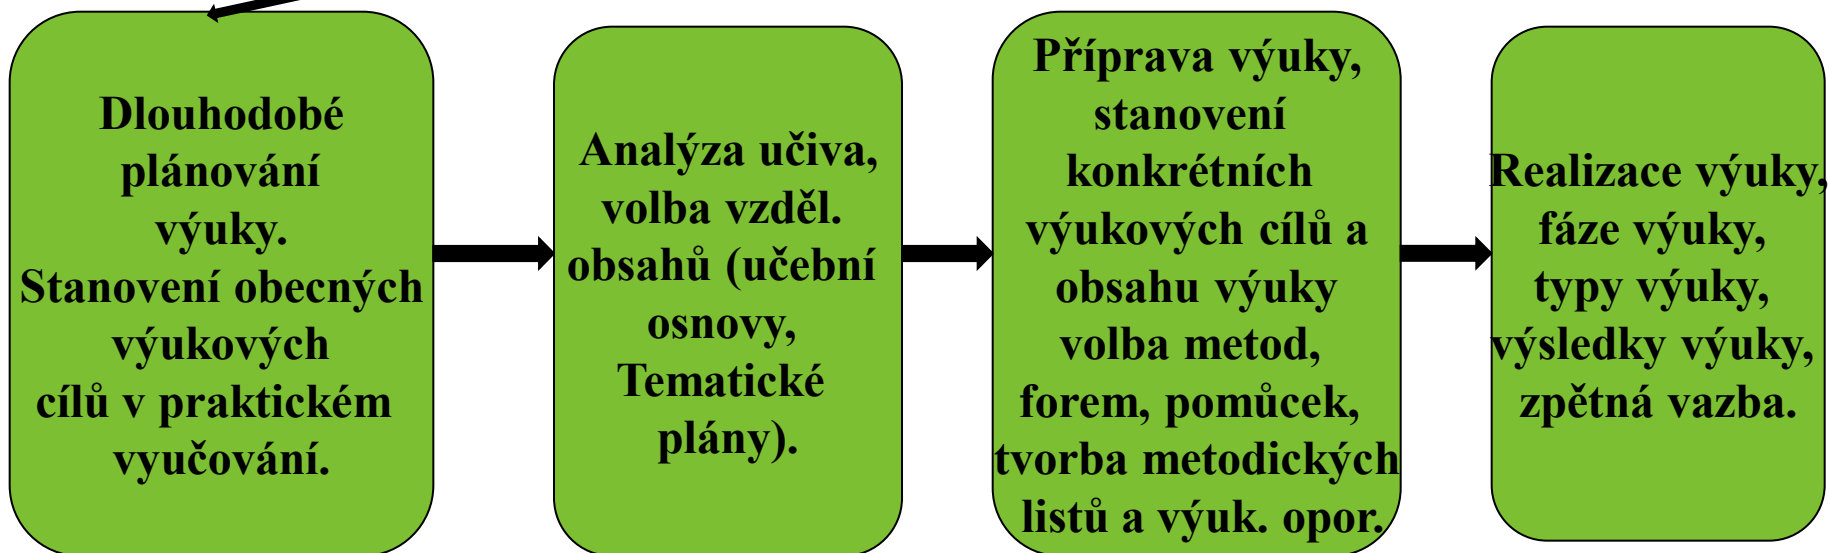 Dlouhodobé
plánování
výuky.
Stanovení obecných
výukových
cílů v praktickém
vyučování.
Analýza učiva,
volba vzděl.
obsahů (učební
osnovy,
Tematické
plány).
Příprava výuky,
stanovení
konkrétních
výukových cílů a
obsahu výuky
volba metod,
forem, pomůcek,
tvorba metodických
listů a výuk. opor.
Realizace výuky,
fáze výuky,
typy výuky,
výsledky výuky,
zpětná vazba.